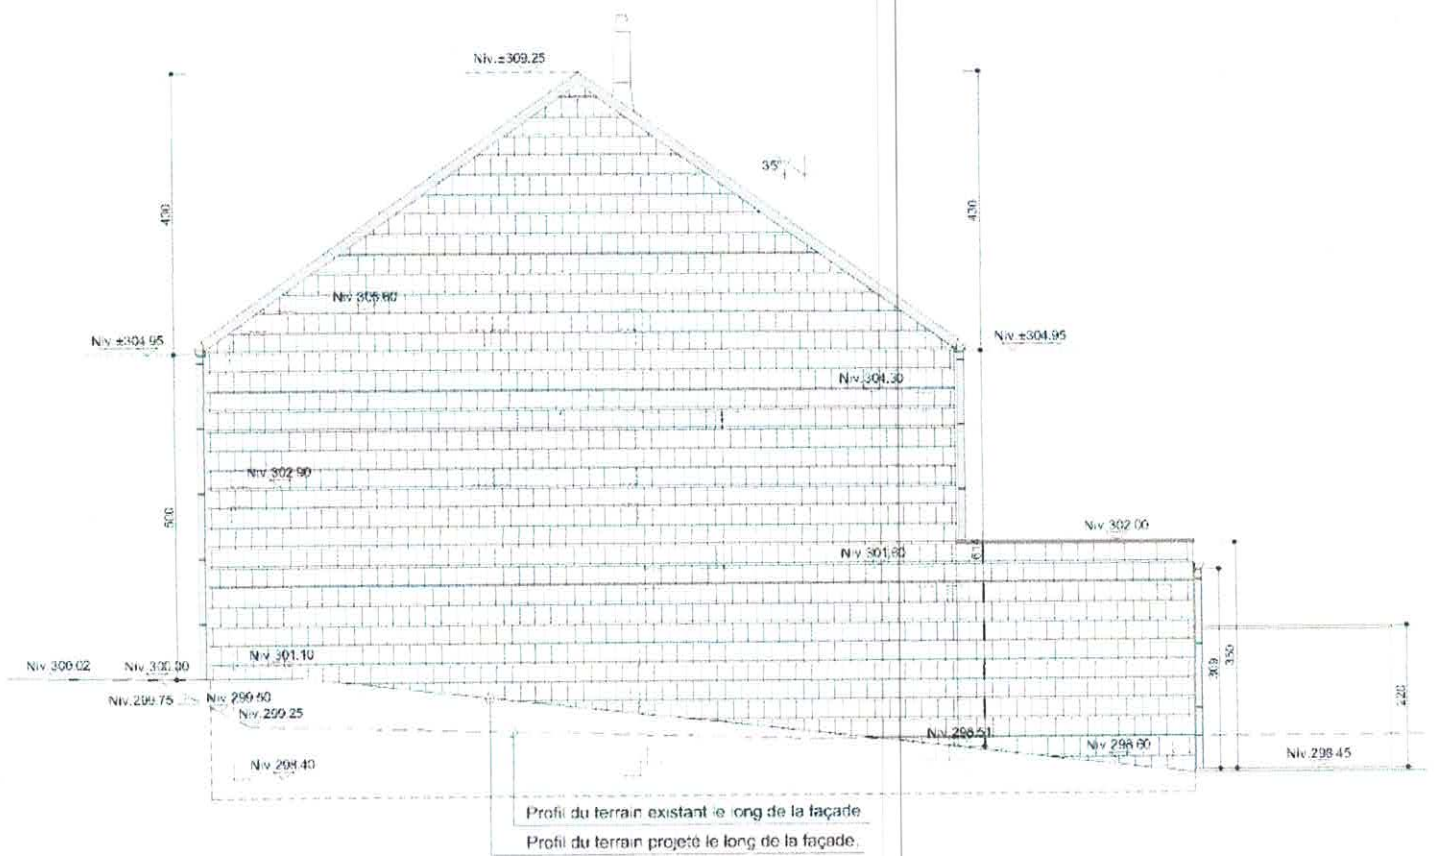 Niv.±309.25
35°
430
430
Niv 305.60
Niv ±304.95
Niv ±304.95
Niv 304.30
Niv 302.90
500
Niv 302.00
Niv 301.80
614
Niv 301.10
Niv 300.02
Niv 300.00
309
350
220
Niv.299.75
Niv 299.50
Niv 299.25
Niv 298.51
Niv 298.60
Niv.298.45
Niv 298.40
Profil du terrain existant le long de la façade
Profil du terrain projeté le long de la façade.